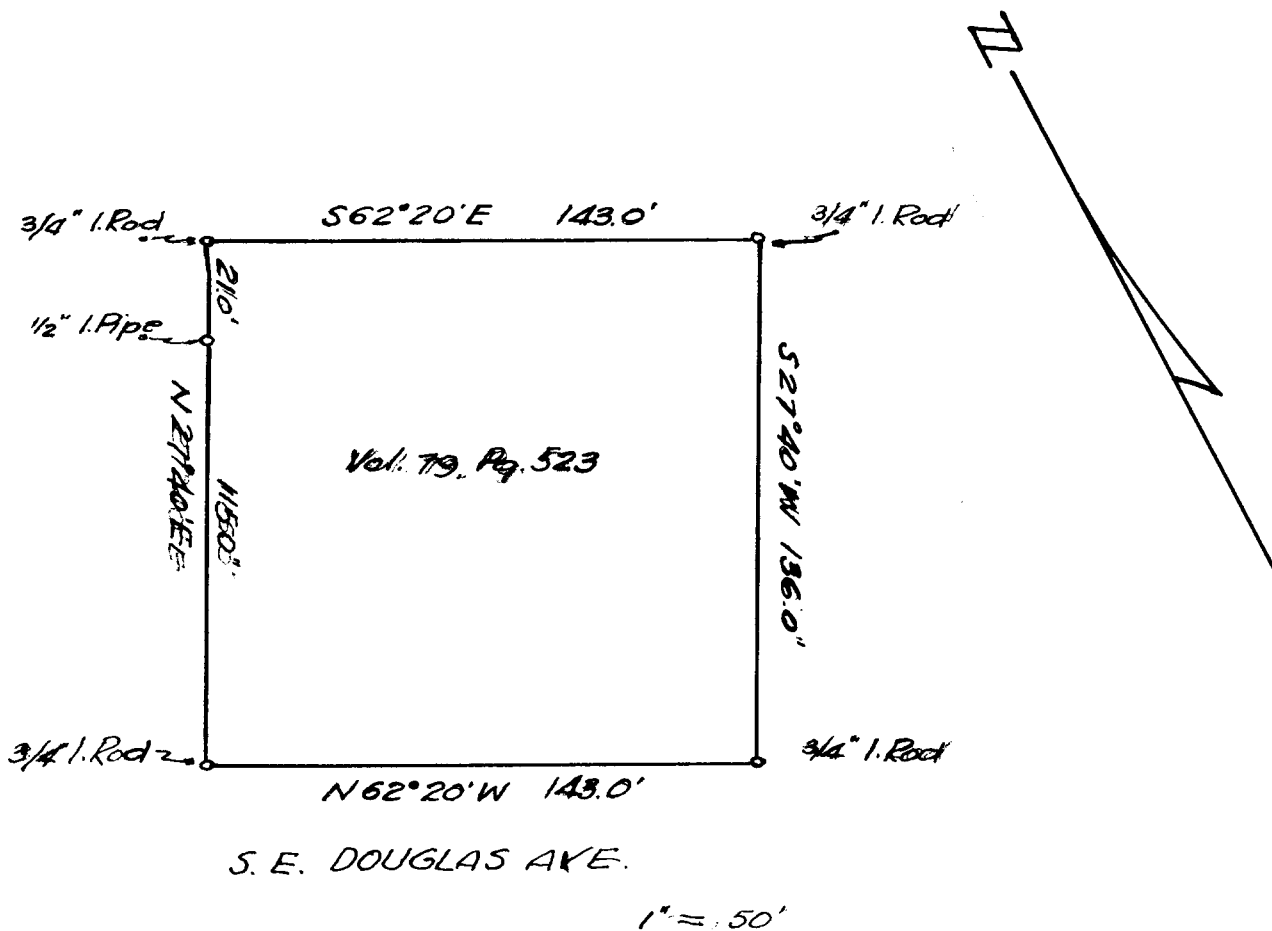 N
S62°20'E 143.0'
3/4" I.Rod
3/4" I.Rod
21.0'
1/2" I.Pipe
S27°40'W 136.0'
N27°40'E
115.0'
Vol. 79, Pg. 523
3/4" I.Rod
3/4" I.Rod
N62°20'W 143.0'
S.E. DOUGLAS AVE.
1" = 50'